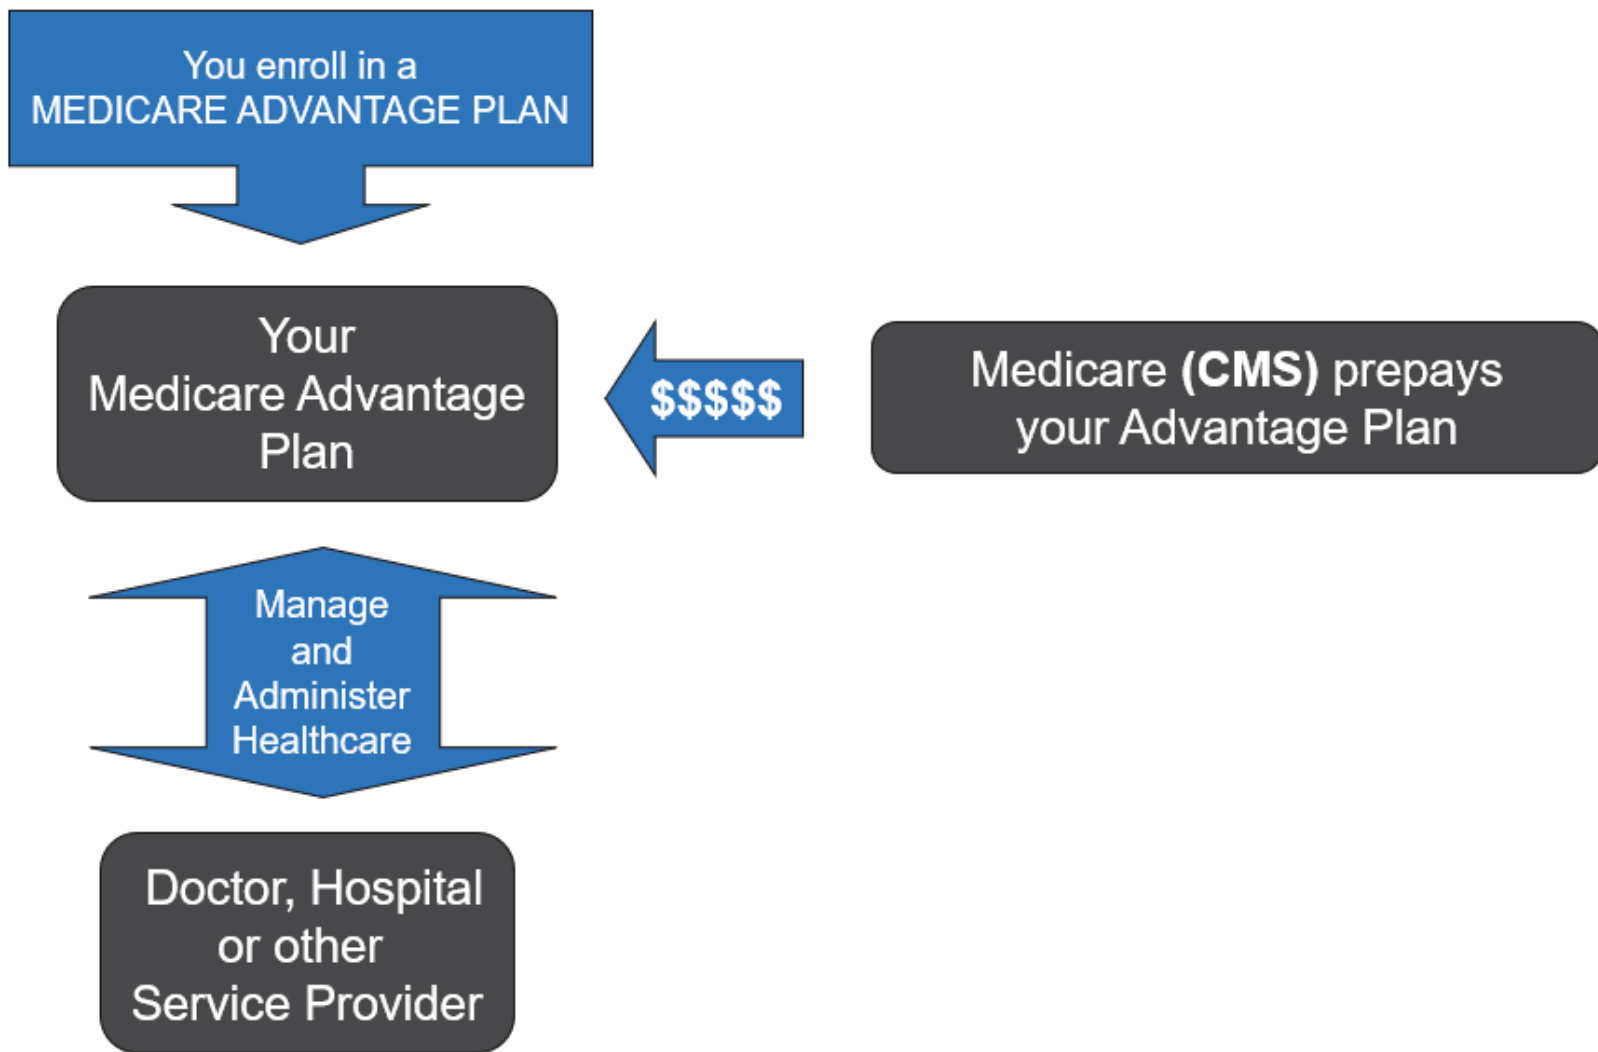 You enroll in a
MEDICARE ADVANTAGE PLAN
Your
Medicare Advantage
Plan
$$$$$
Medicare (CMS) prepays
your Advantage Plan
Manage
and
Administer
Healthcare
Doctor, Hospital
or other
Service Provider